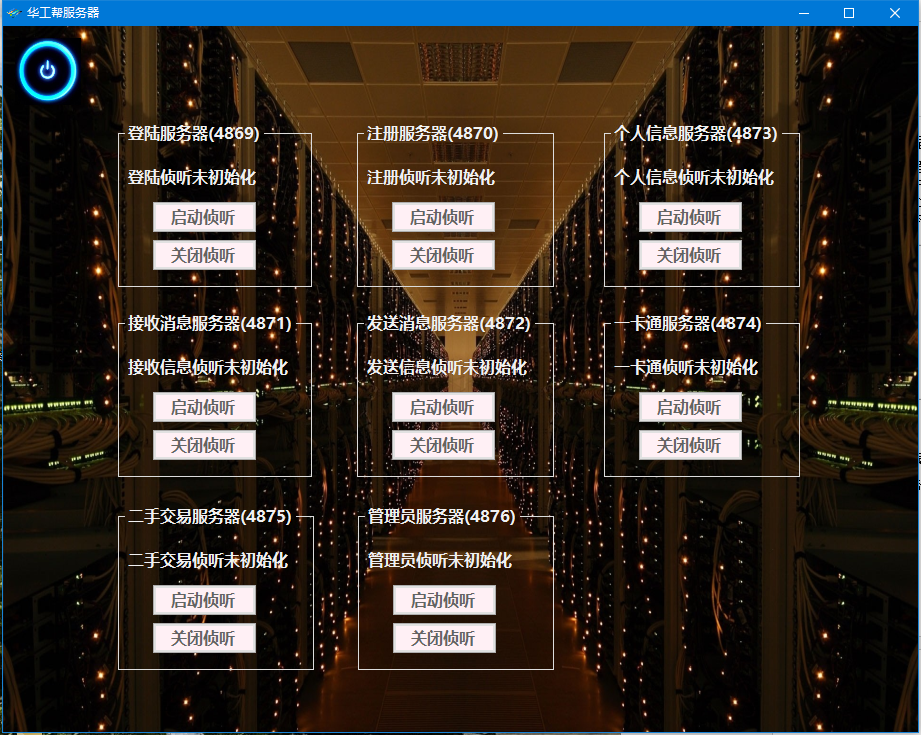 华工帮服务器
登陆服务器(4869)
登陆侦听未初始化
启动侦听
关闭侦听
注册服务器(4870)
注册侦听未初始化
启动侦听
关闭侦听
个人信息服务器(4873)
个人信息侦听未初始化
启动侦听
关闭侦听
接收消息服务器(4871)
接收信息侦听未初始化
启动侦听
关闭侦听
发送消息服务器(4872)
发送信息侦听未初始化
启动侦听
关闭侦听
一卡通服务器(4874)
一卡通侦听未初始化
启动侦听
关闭侦听
二手交易服务器(4875)
二手交易侦听未初始化
启动侦听
关闭侦听
管理员服务器(4876)
管理员侦听未初始化
启动侦听
关闭侦听